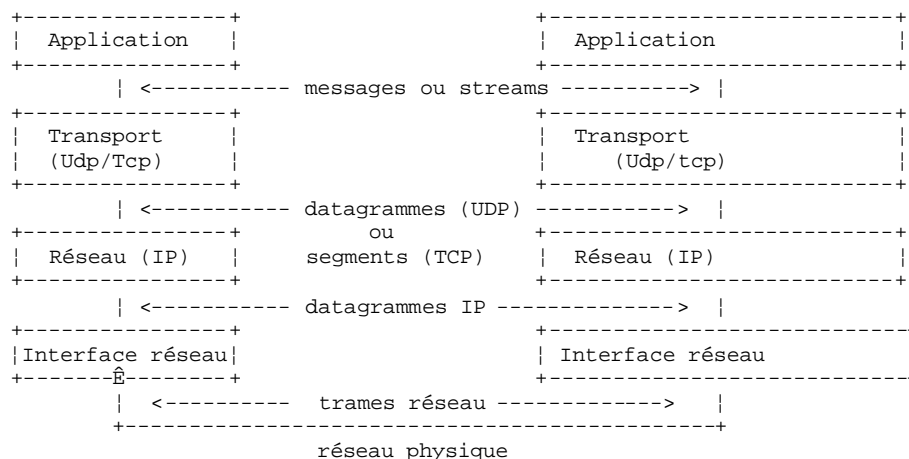 Application Application
<----------- messages ou streams ---------->
Transport Transport
(Udp/Tcp) (Udp/tcp)
<----------- datagrammes (UDP) ----------->
ou
Réseau (IP) segments (TCP) Réseau (IP)
<----------- datagrammes IP -------------->
Interface réseau Interface réseau
Ê
<---------- trames réseau ------------->
réseau physique